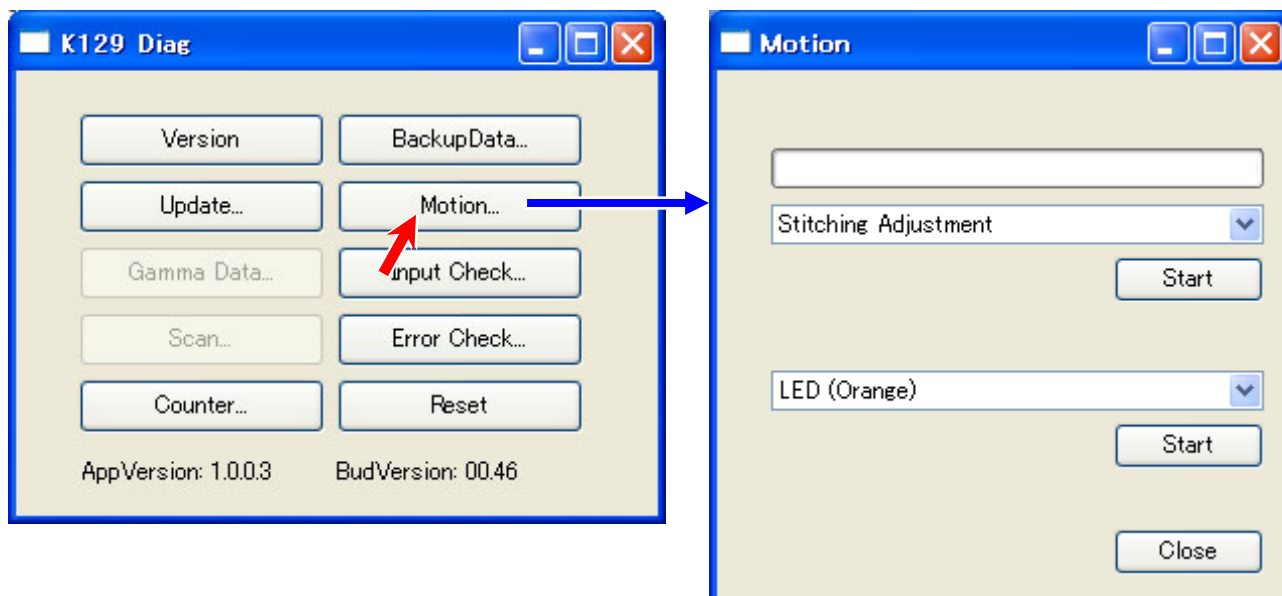 K129 Diag
Version
BackupData...
Update...
Motion...
Gamma Data...
Input Check...
Scan...
Error Check...
Counter...
Reset
AppVersion: 1.0.0.3
BudVersion: 00.46
Motion
Stitching Adjustment
Start
LED (Orange)
Start
Close